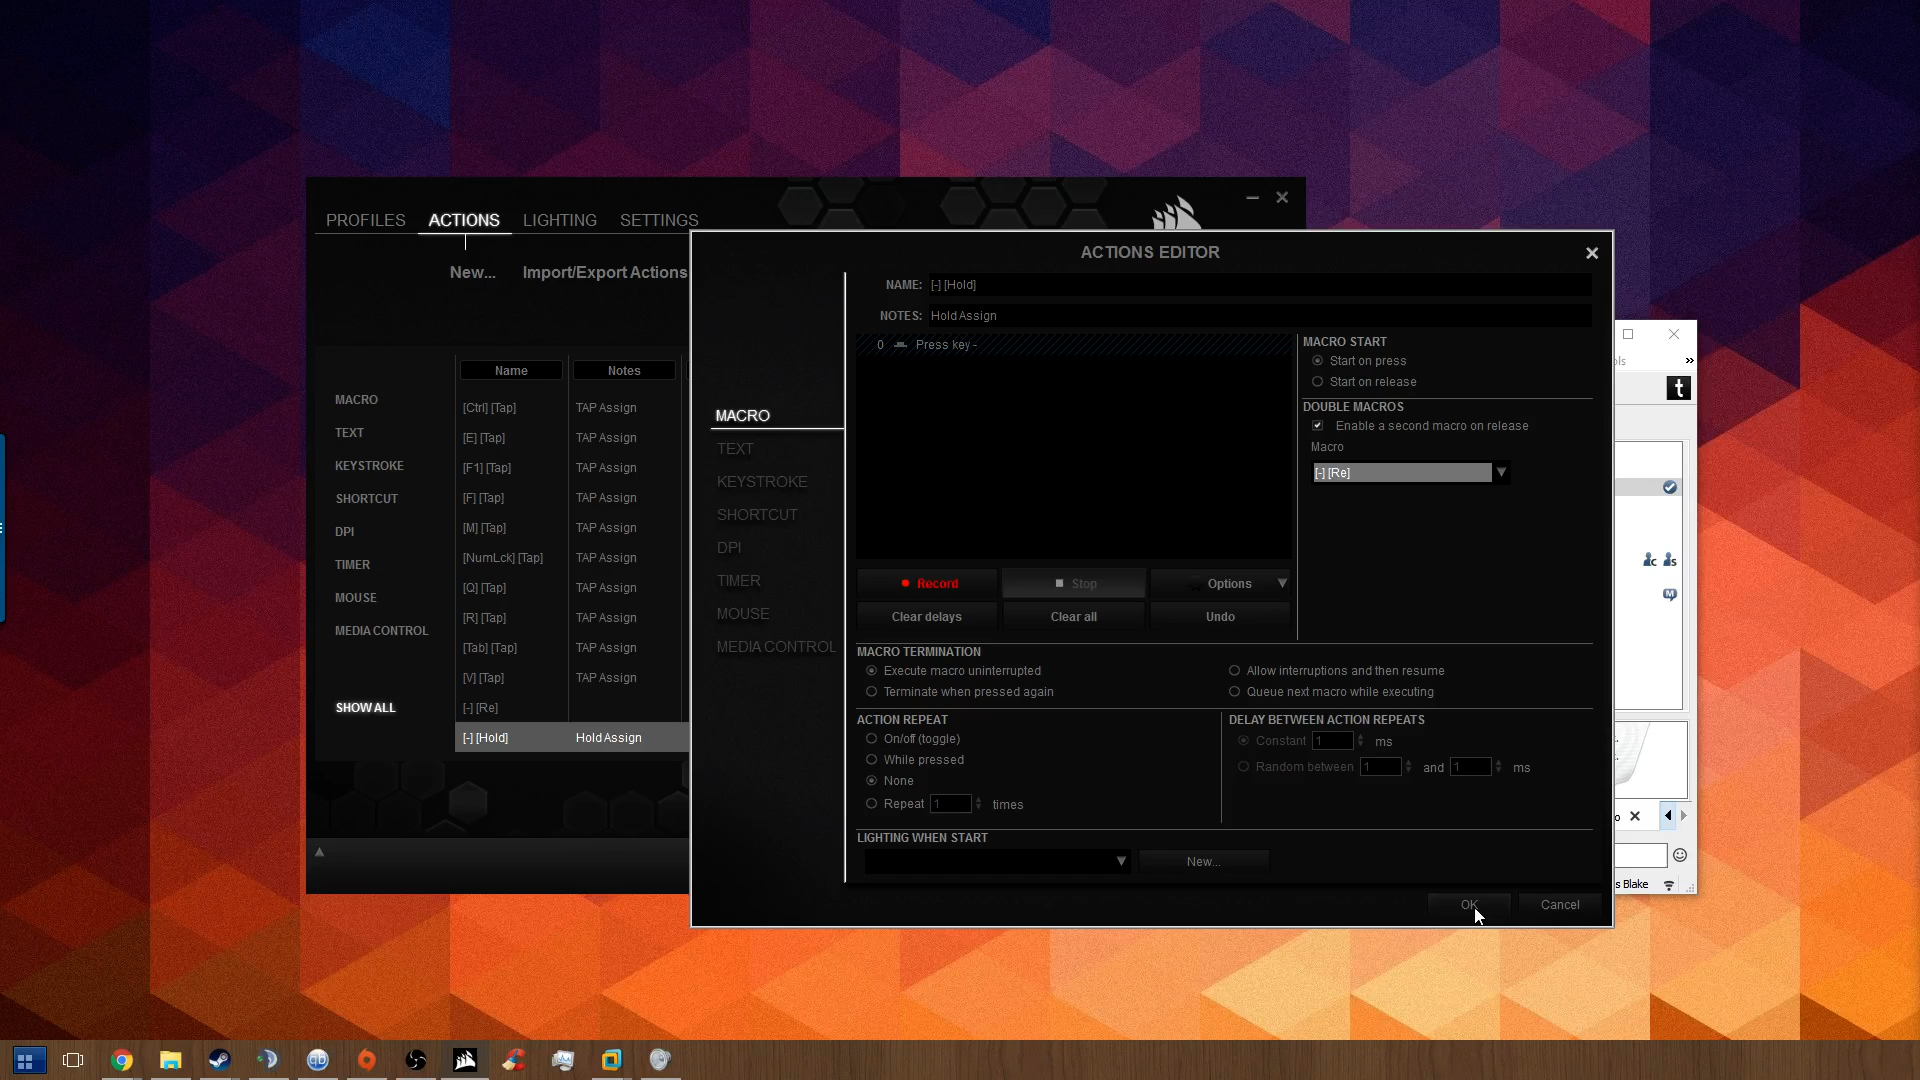 PROFILES ACTIONS LIGHTING SETTINGS
New... Import/Export Actions
MACRO
TEXT
KEYSTROKE
SHORTCUT
DPI
TIMER
MOUSE
MEDIA CONTROL
SHOW ALL
Name Notes
[Ctrl] [Tap] TAP Assign
[E] [Tap] TAP Assign
[F1] [Tap] TAP Assign
[F] [Tap] TAP Assign
[M] [Tap] TAP Assign
[NumLck] [Tap] TAP Assign
[Q] [Tap] TAP Assign
[R] [Tap] TAP Assign
[Tab] [Tap] TAP Assign
[V] [Tap] TAP Assign
[-] [Re]
[-] [Hold] Hold Assign
ACTIONS EDITOR
MACRO
TEXT
KEYSTROKE
SHORTCUT
DPI
TIMER
MOUSE
MEDIA CONTROL
NAME: [-] [Hold]
NOTES: Hold Assign
0 Press key -
MACRO START
Start on press
Start on release
DOUBLE MACROS
Enable a second macro on release
Macro
[-] [Re]
Record Stop Options
Clear delays Clear all Undo
MACRO TERMINATION
Execute macro uninterrupted Allow interruptions and then resume
Terminate when pressed again Queue next macro while executing
ACTION REPEAT
On/off (toggle)
While pressed
None
Repeat 1 times
DELAY BETWEEN ACTION REPEATS
Constant 1 ms
Random between 1 and 1 ms
LIGHTING WHEN START
New...
OK Cancel
ols »
t
c s
M
o
s Blake